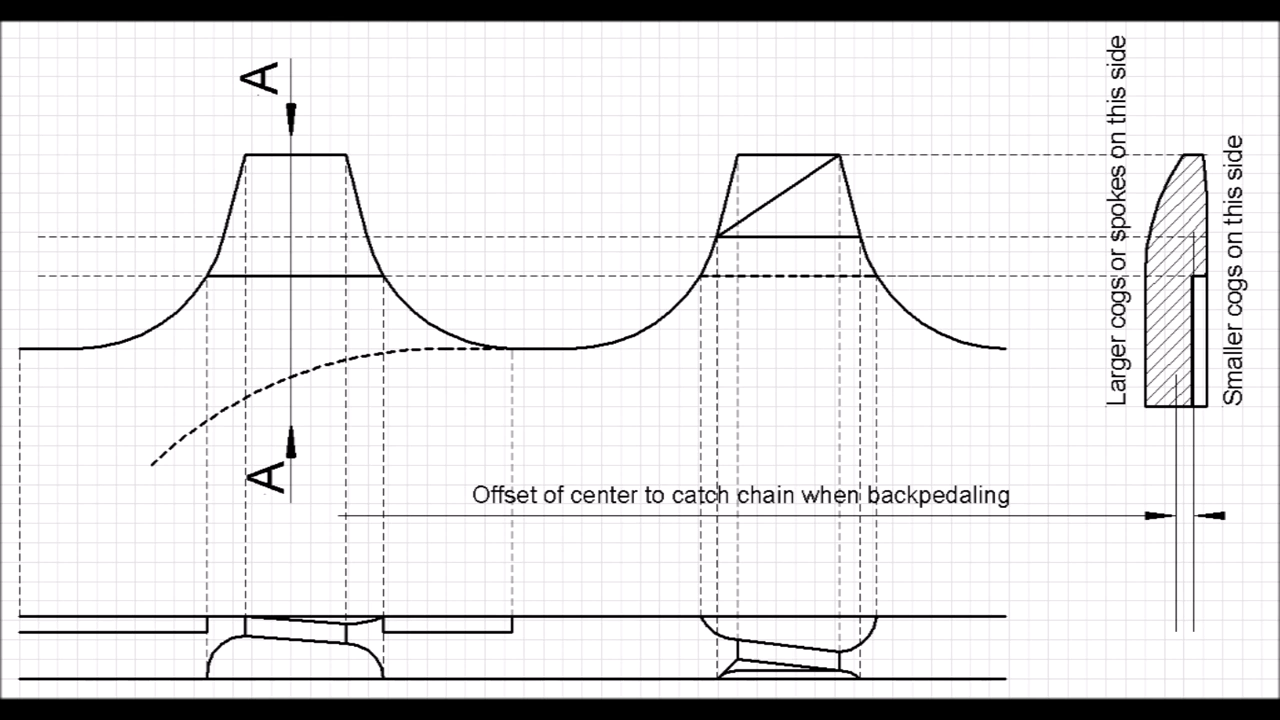 A
A
Offset of center to catch chain when backpedaling
Larger cogs or spokes on this side
Smaller cogs on this side